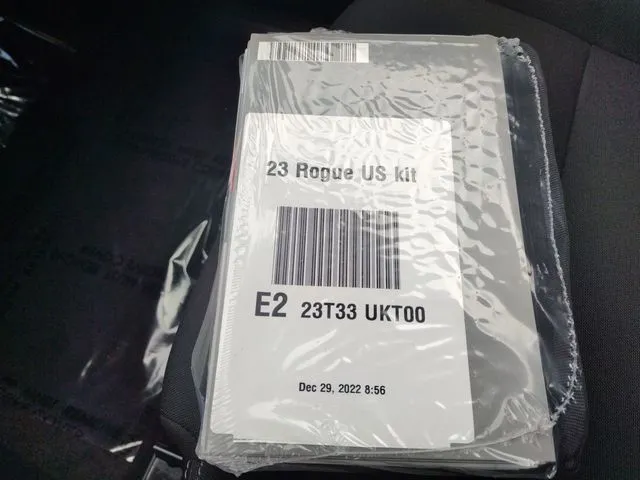 23 Rogue US kit
E2 23T33 UKT00
Dec 29, 2022 8:56